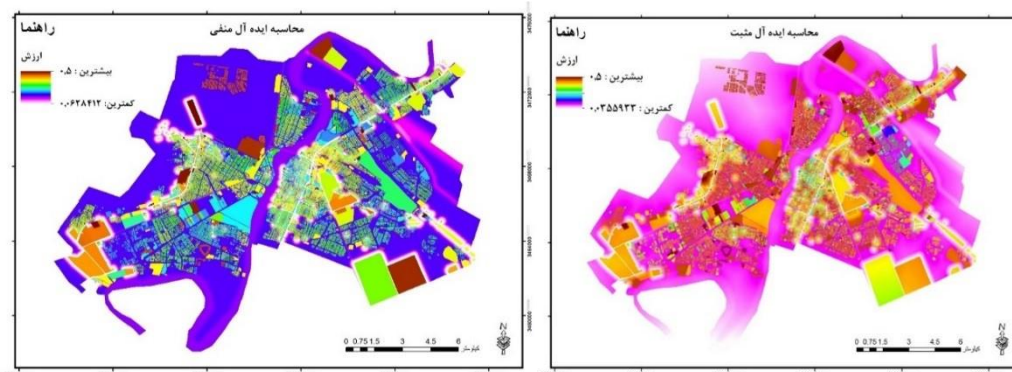 محاسبه ایده آل منفی
راهنما
ارزش
بیشترین : ۰.۵
کمترین: ۰.۰۶۲۸۴۱۲
0 0.75 1.5 3 4.5 6
کیلومتر
N
محاسبه ایده آل مثبت
راهنما
ارزش
بیشترین : ۰.۵
کمترین: ۰.۰۳۵۵۹۳۳
0 0.75 1.5 3 4.5 6
کیلومتر
N